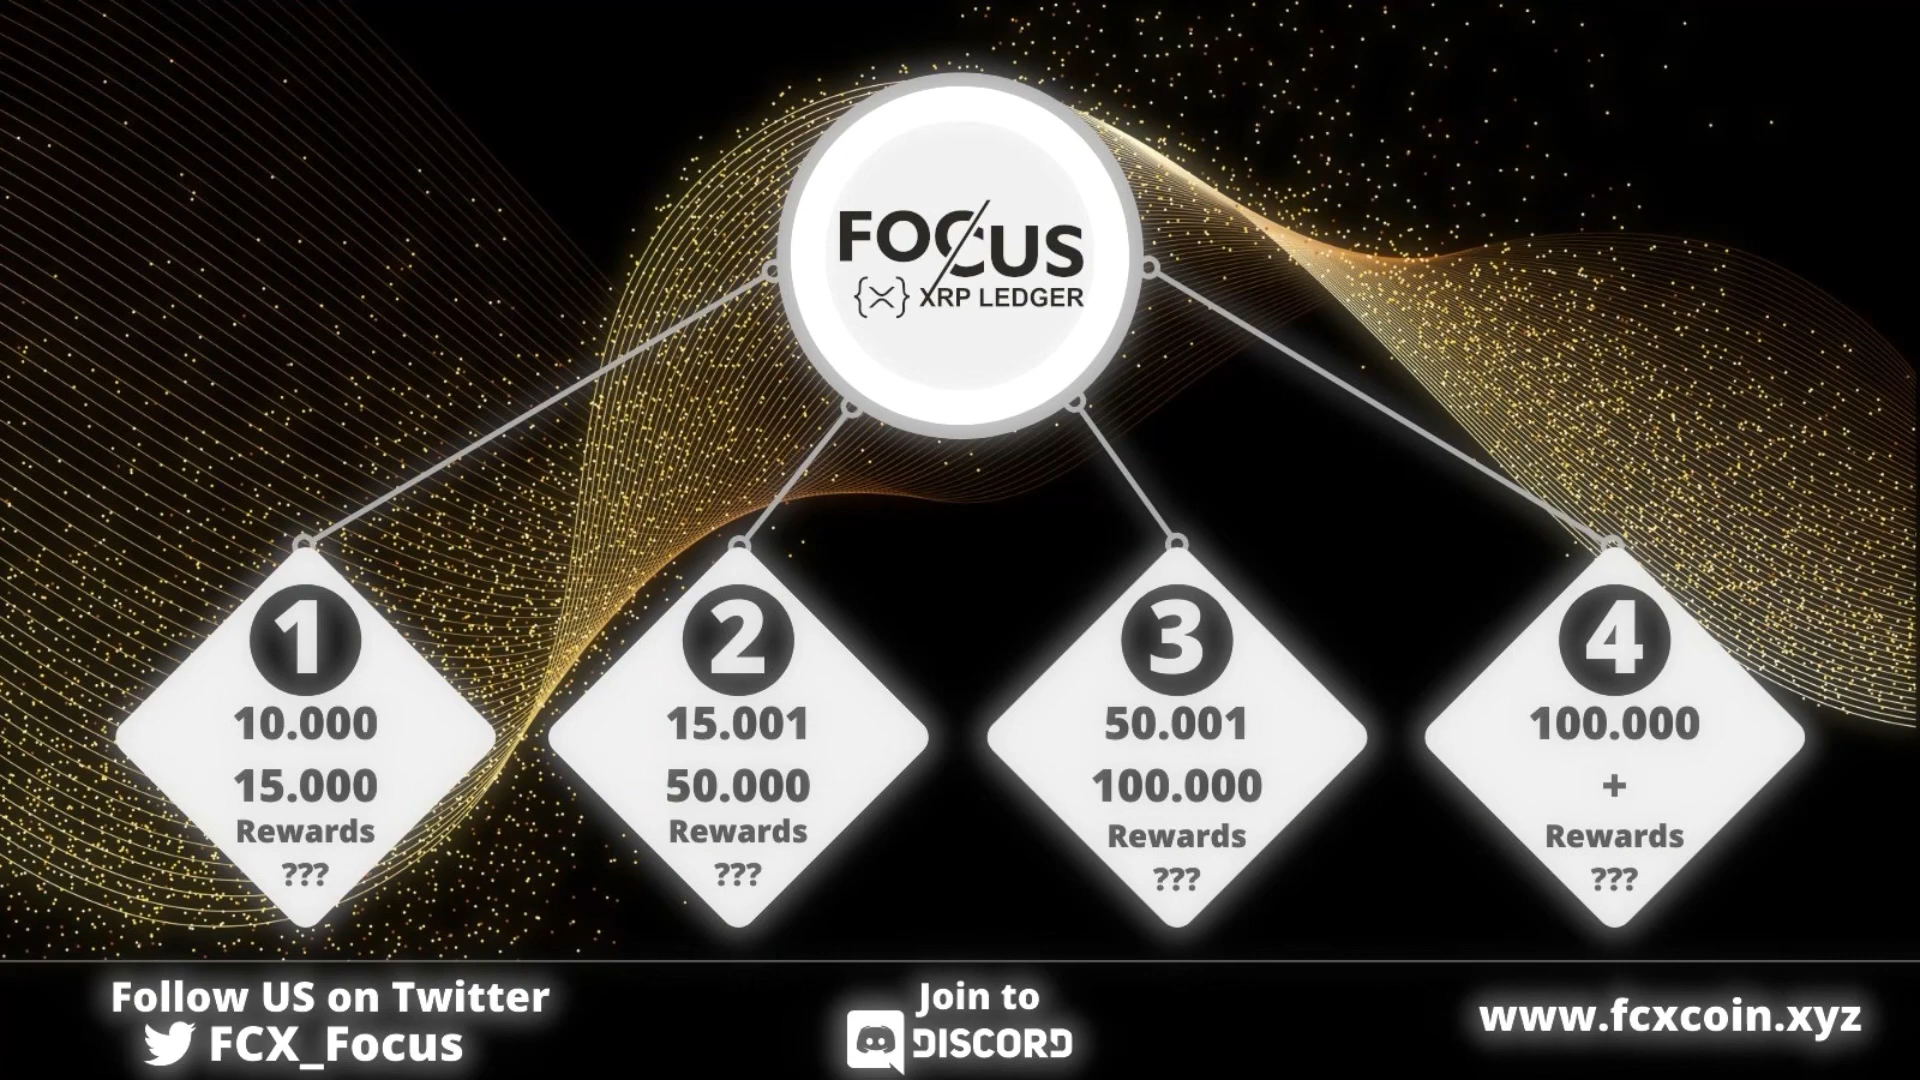 FOCUS
{X} XRP LEDGER
1
10.000
15.000
Rewards
???
2
15.001
50.000
Rewards
???
3
50.001
100.000
Rewards
???
4
100.000
+
Rewards
???
Follow US on Twitter
FCX_Focus
Join to
DISCORD
www.fcxcoin.xyz